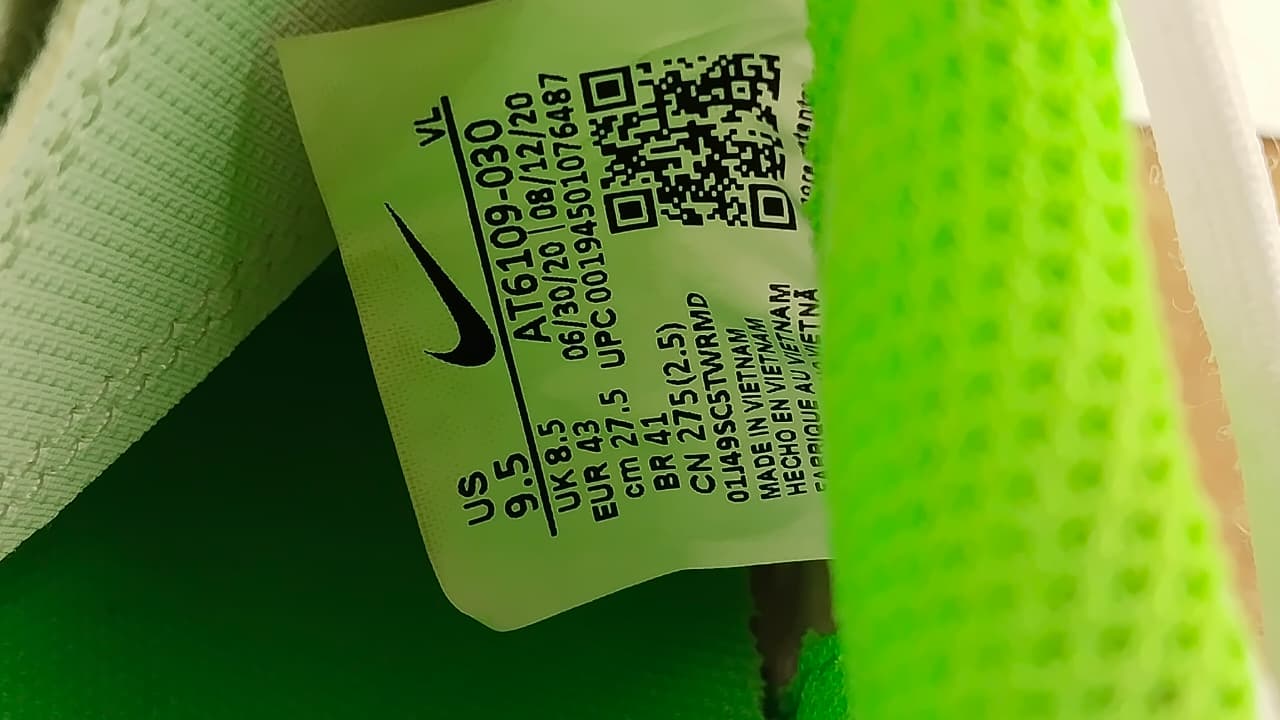 VL
US
9.5 AT6109-030
UK 8.5 06/30/20 | 08/12/20
EUR 43
cm 27.5 UPC 00194501076487
BR 41
CN 275(2.5)
01J49SC5TWRMD
MADE IN VIETNAM
HECHO EN VIETNAM